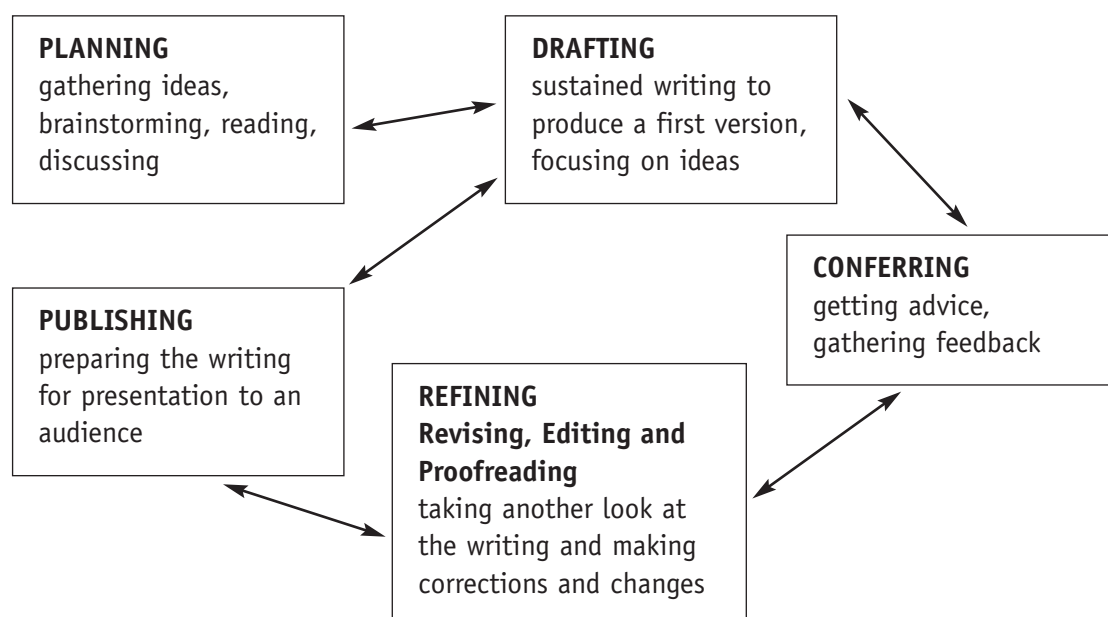 PLANNING
gathering ideas,
brainstorming, reading,
discussing
DRAFTING
sustained writing to
produce a first version,
focusing on ideas
CONFERRING
getting advice,
gathering feedback
PUBLISHING
preparing the writing
for presentation to an
audience
REFINING
Revising, Editing and
Proofreading
taking another look at
the writing and making
corrections and changes